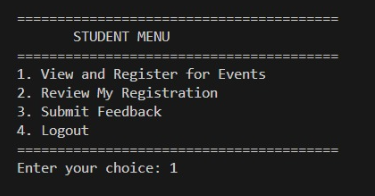 ========================================
STUDENT MENU
========================================
1. View and Register for Events
2. Review My Registration
3. Submit Feedback
4. Logout
========================================
Enter your choice: 1